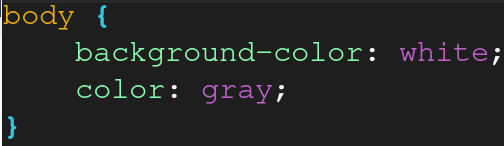 body {
    background-color: white;
    color: gray;
}